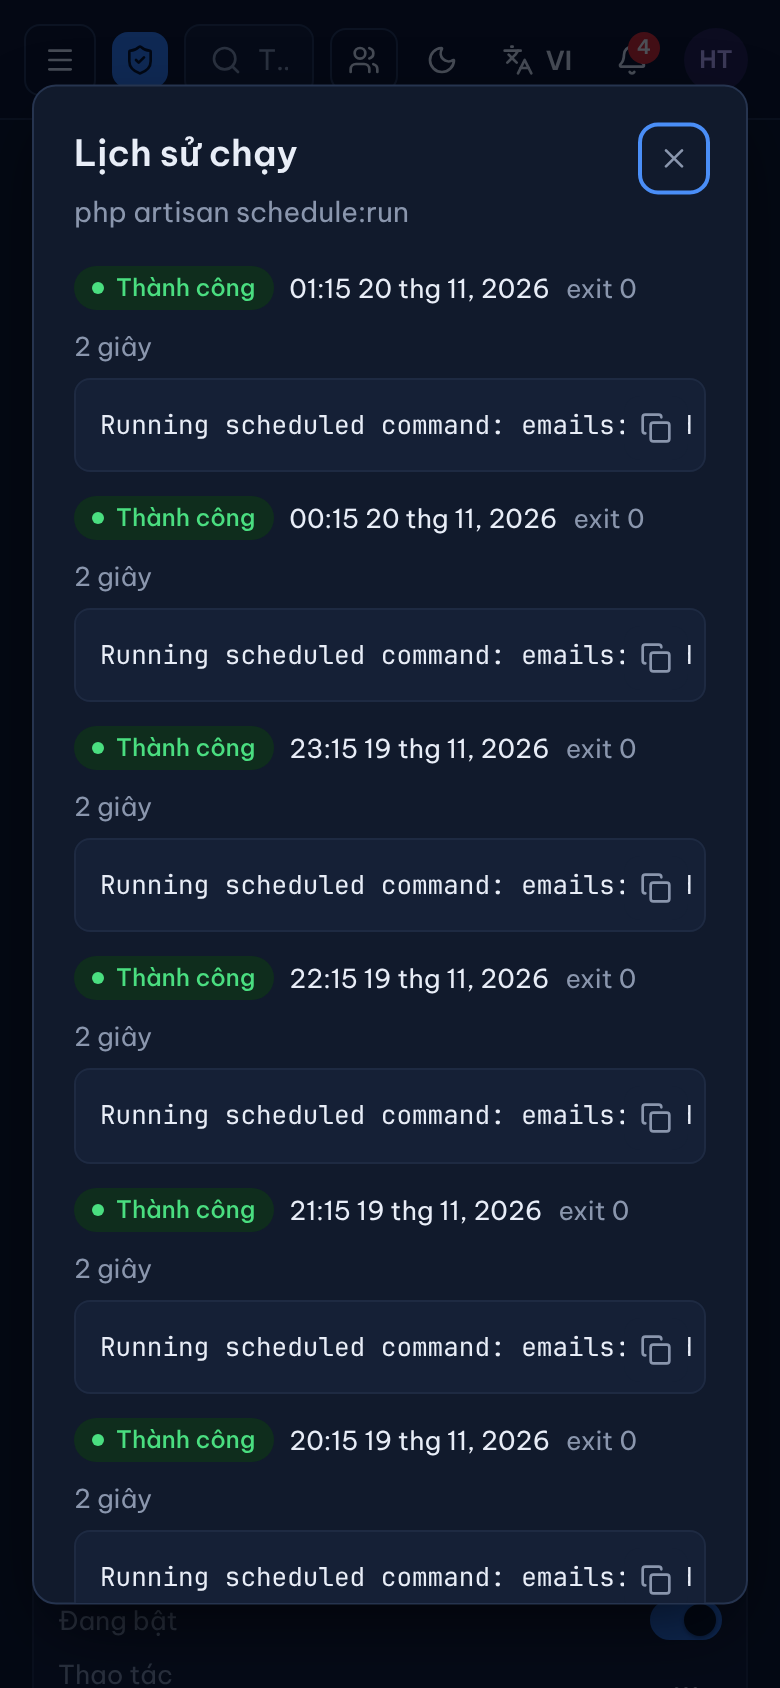 T..
VI
4
HT
Lịch sử chạy
php artisan schedule:run
Thành công 01:15 20 thg 11, 2026 exit 0
2 giây
Running scheduled command: emails:
Thành công 00:15 20 thg 11, 2026 exit 0
2 giây
Running scheduled command: emails:
Thành công 23:15 19 thg 11, 2026 exit 0
2 giây
Running scheduled command: emails:
Thành công 22:15 19 thg 11, 2026 exit 0
2 giây
Running scheduled command: emails:
Thành công 21:15 19 thg 11, 2026 exit 0
2 giây
Running scheduled command: emails:
Thành công 20:15 19 thg 11, 2026 exit 0
2 giây
Running scheduled command: emails:
Đang bật
Thao tác